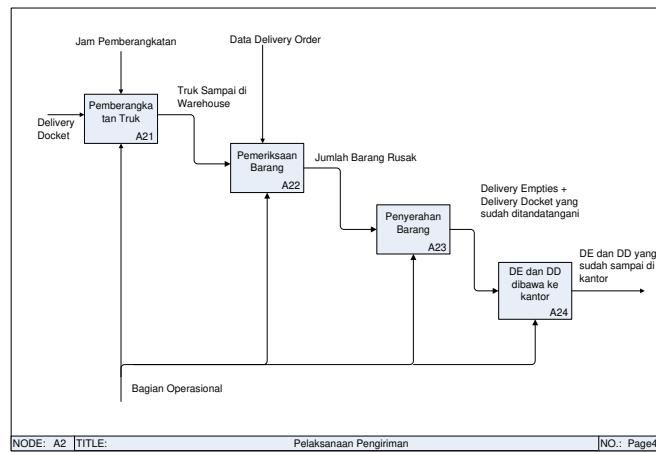 Jam Pemberangkatan
Data Delivery Order
Delivery
Docket
Pemberangka
tan Truk
A21
Truk Sampai di
Warehouse
Pemeriksaan
Barang
A22
Jumlah Barang Rusak
Penyerahan
Barang
A23
Delivery Empties +
Delivery Docket yang
sudah ditandatangani
DE dan DD
dibawa ke
kantor
A24
DE dan DD yang
sudah sampai di
kantor
Bagian Operasional
NODE: A2 TITLE: Pelaksanaan Pengiriman NO.: Page4